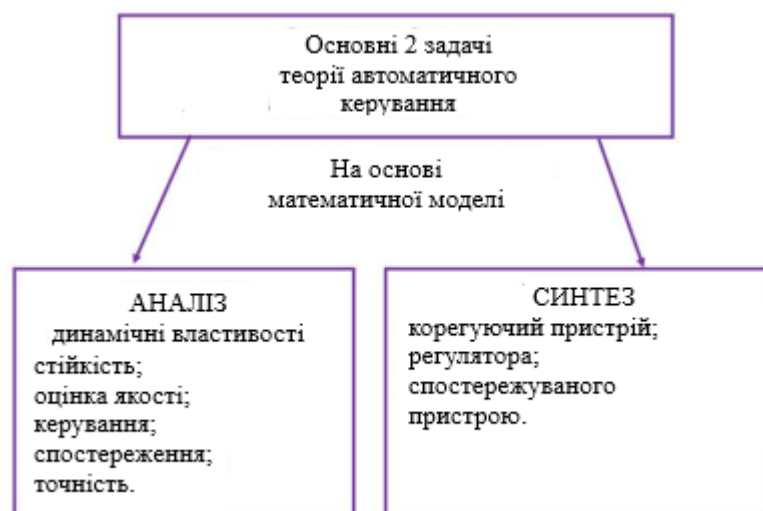 Основні 2 задачі
теорії автоматичного
керування
На основі
математичної моделі
АНАЛІЗ
динамічні властивості
стійкість;
оцінка якості;
керування;
спостереження;
точність.
СИНТЕЗ
корегуючий пристрій;
регулятора;
спостережуваного
пристрою.